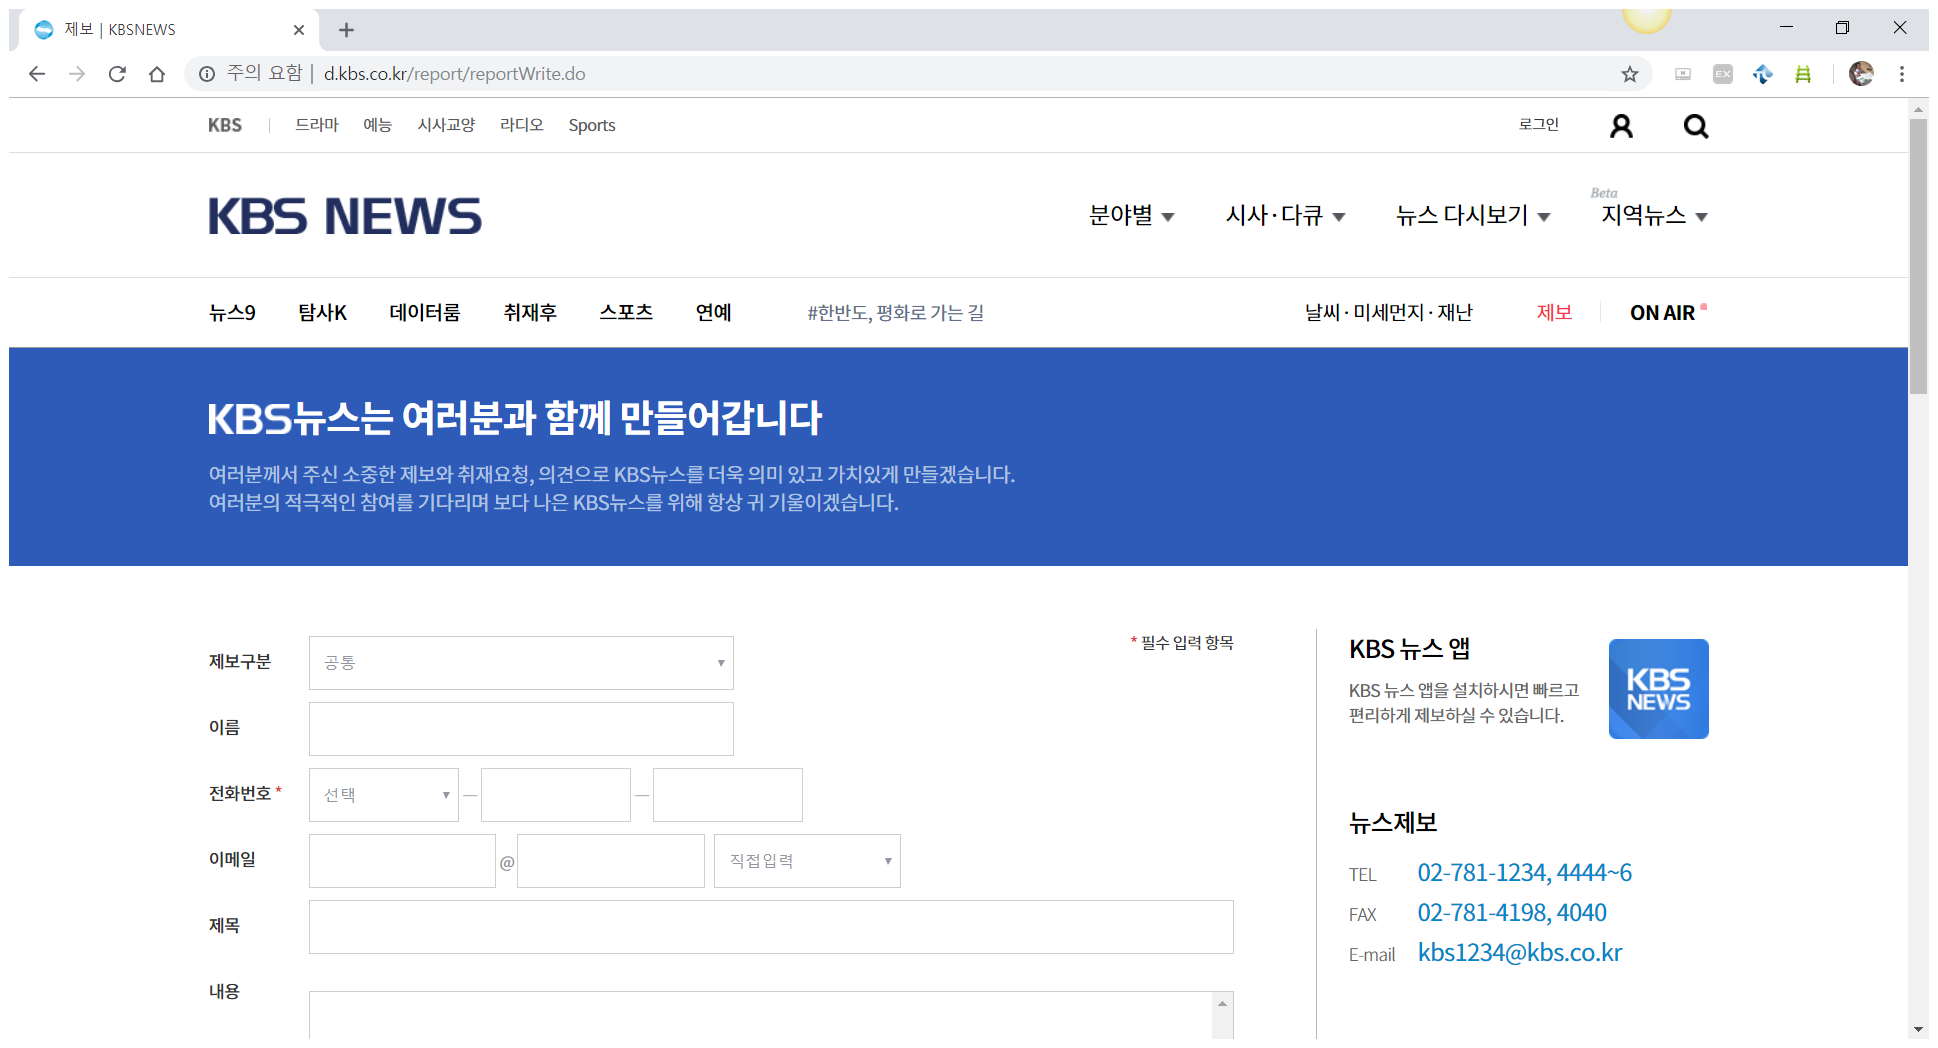 제보 | KBSNEWS
주의 요함 | d.kbs.co.kr/report/reportWrite.do
EX
KBS 드라마 예능 시사교양 라디오 Sports 로그인
KBS NEWS
분야별 시사·다큐 뉴스 다시보기 Beta 지역뉴스
뉴스9 탐사K 데이터룸 취재후 스포츠 연예 #한반도, 평화로 가는 길 날씨·미세먼지·재난 제보 ON AIR
KBS뉴스는 여러분과 함께 만들어갑니다
여러분께서 주신 소중한 제보와 취재요청, 의견으로 KBS뉴스를 더욱 의미 있고 가치있게 만들겠습니다.
여러분의 적극적인 참여를 기다리며 보다 나은 KBS뉴스를 위해 항상 귀 기울이겠습니다.
* 필수 입력 항목
제보구분 공통
이름
전화번호 * 선택 — —
이메일 @ 직접입력
제목
내용
KBS 뉴스 앱
KBS 뉴스 앱을 설치하시면 빠르고
편리하게 제보하실 수 있습니다.
KBS
NEWS
뉴스제보
TEL 02-781-1234, 4444~6
FAX 02-781-4198, 4040
E-mail kbs1234@kbs.co.kr